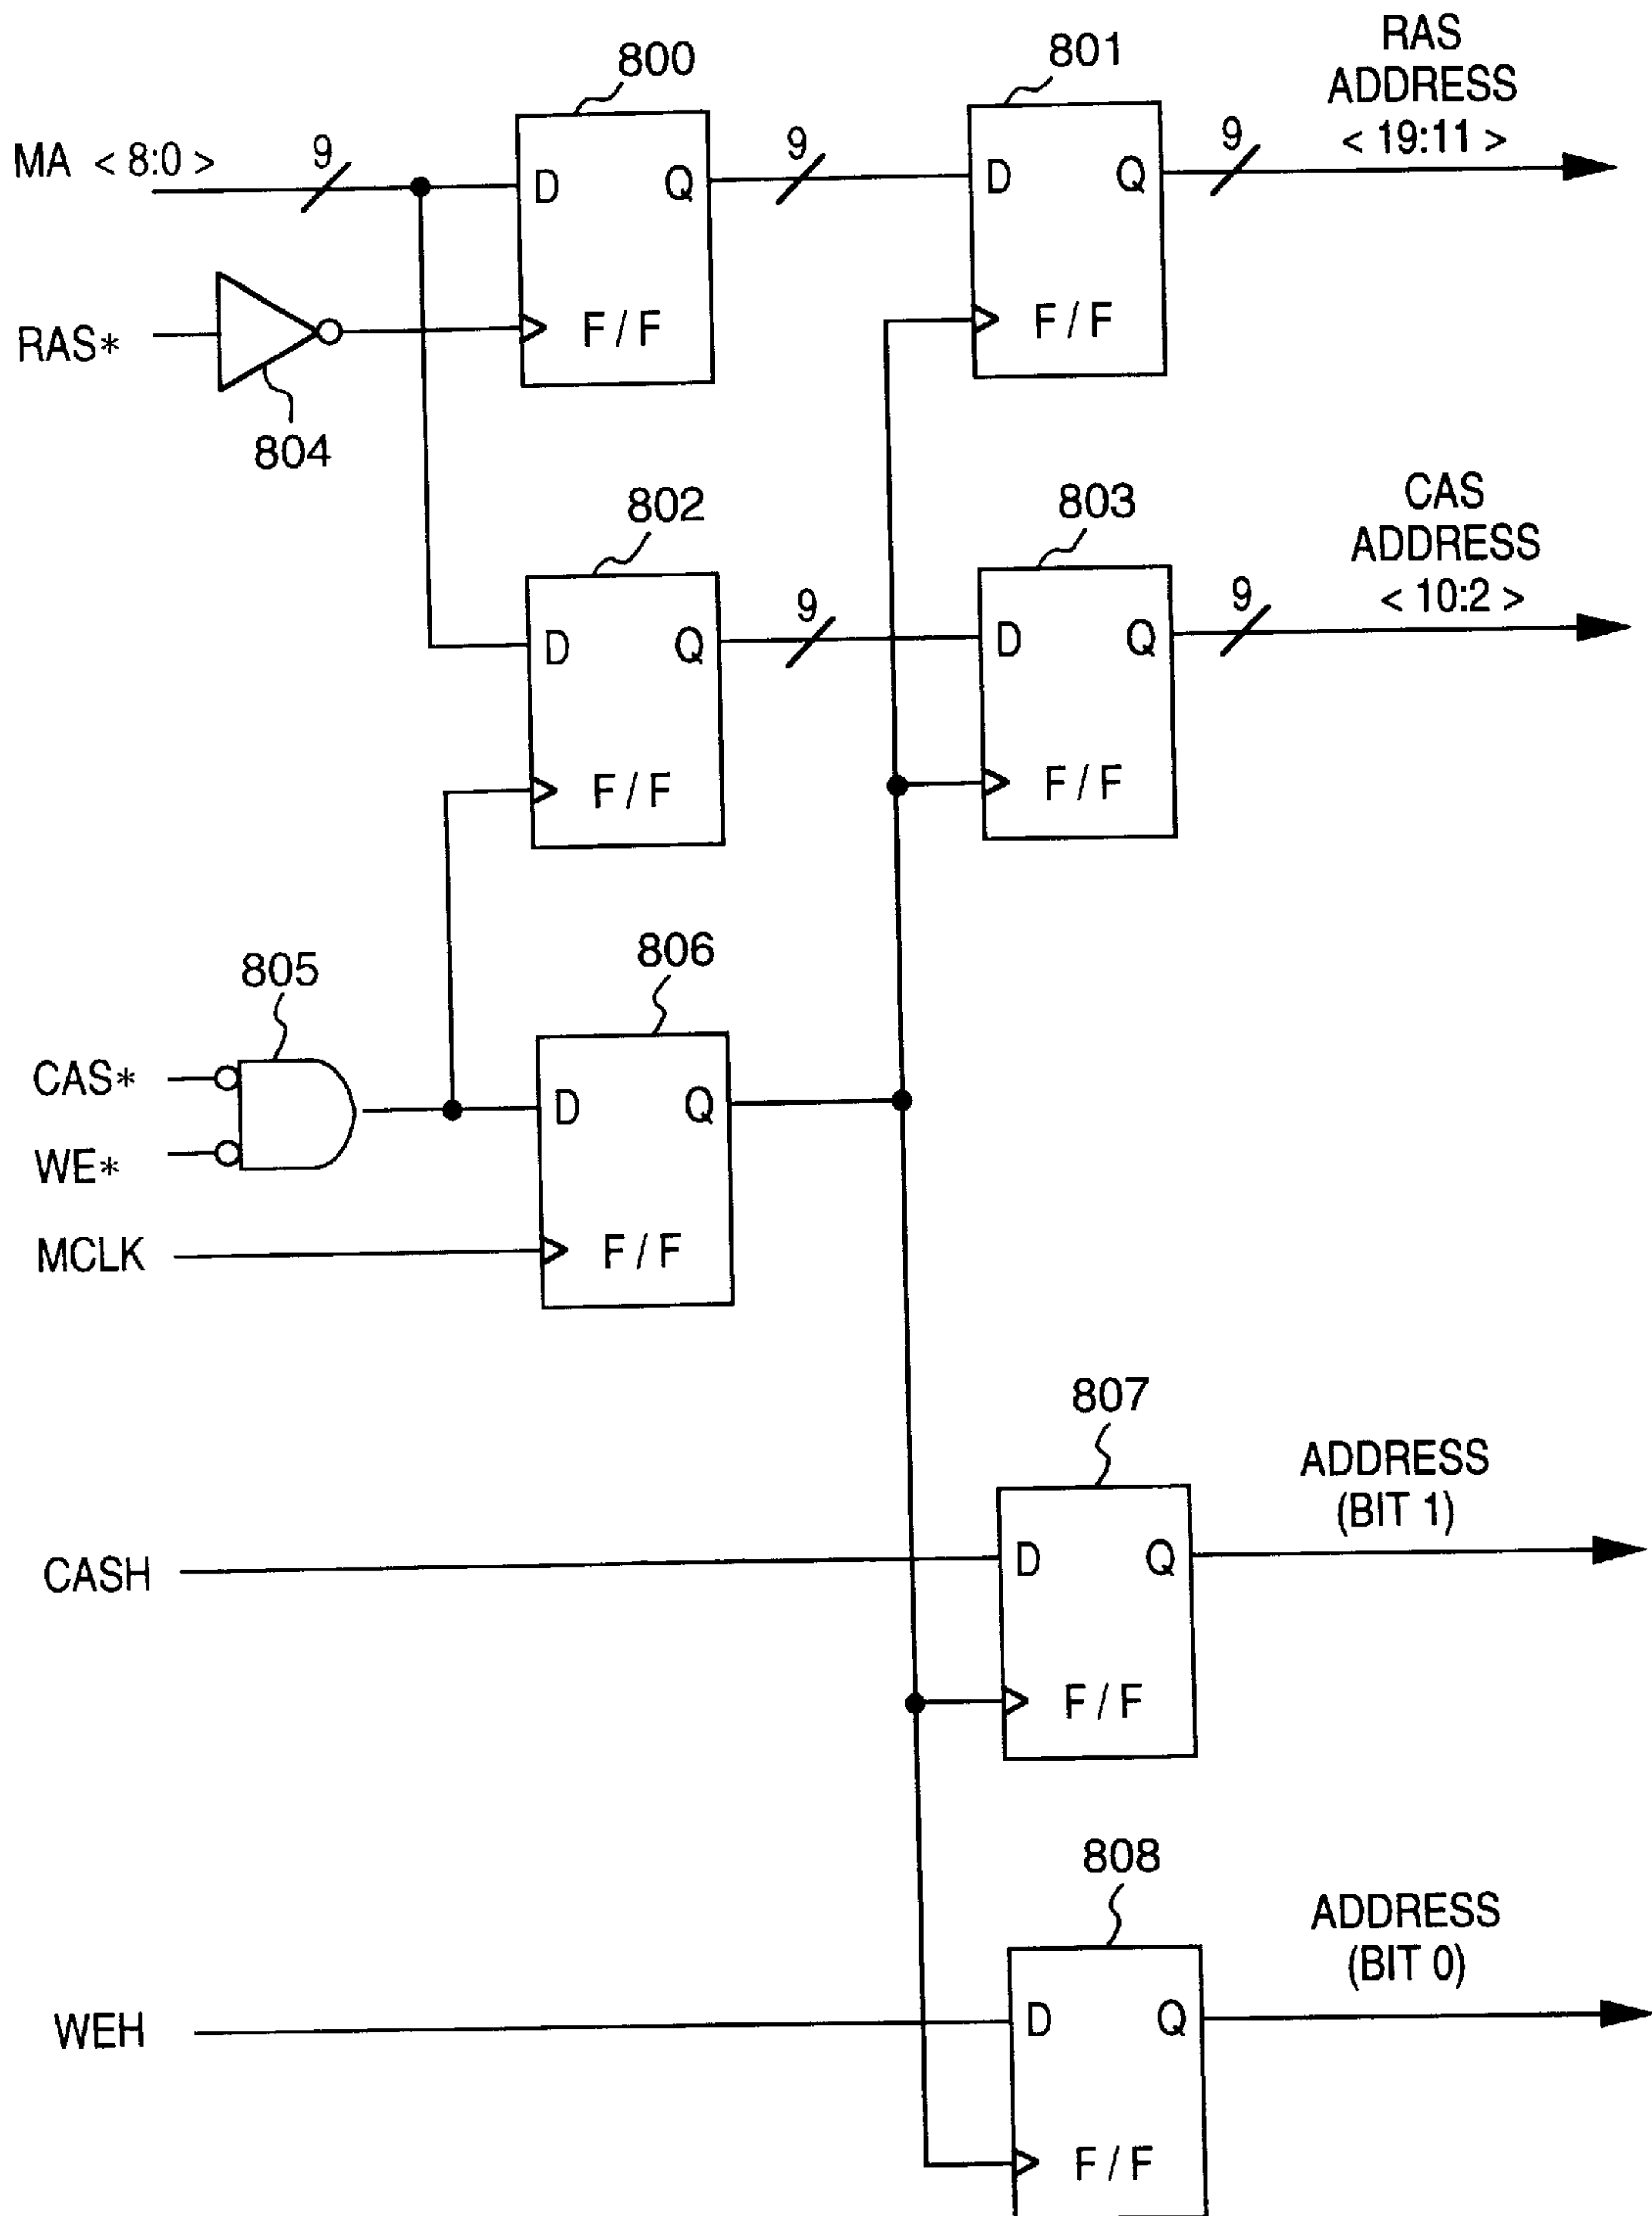 800
801
RAS
ADDRESS
< 19:11 >
MA < 8:0 >
9
9
9
D
Q
D
Q
RAS*
F / F
F / F
804
802
803
CAS
ADDRESS
< 10:2 >
9
9
D
Q
D
Q
F / F
F / F
805
806
CAS*
D
Q
WE*
MCLK
F / F
807
ADDRESS
(BIT 1)
CASH
D
Q
F / F
808
ADDRESS
(BIT 0)
WEH
D
Q
F / F